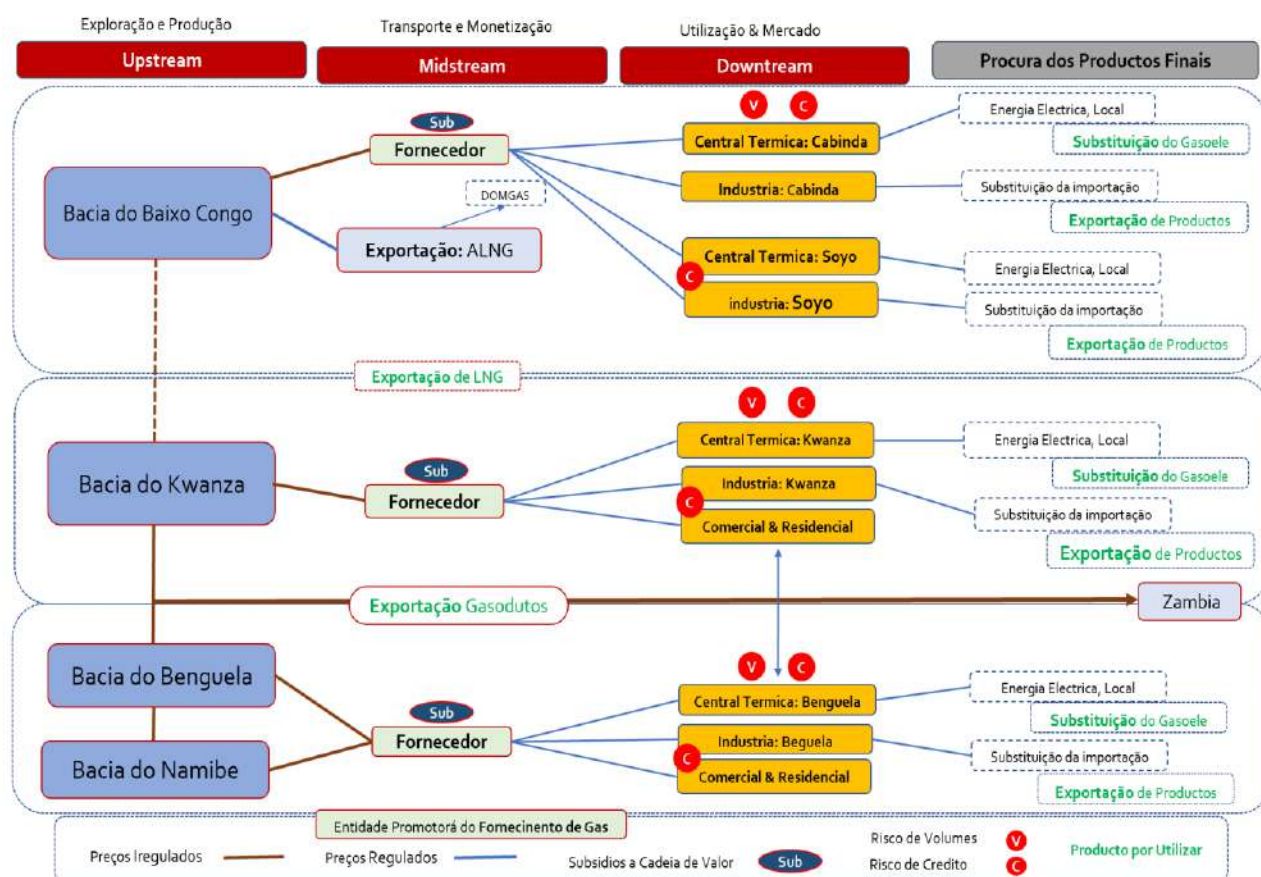 Exploração e Produção
Transporte e Monetização
Utilização & Mercado
Upstream
Midstream
Downtream
Procura dos Productos Finais
Sub
Fornecedor
DOMGAS
Bacia do Baixo Congo
Exportação: ALNG
V
C
Central Termica: Cabinda
Industria: Cabinda
Central Termica: Soyo
C
industria: Soyo
Energia Electrica, Local
Substituição do Gasoele
Substituição da importação
Exportação de Productos
Energia Electrica, Local
Substituição da importação
Exportação de Productos
Exportação de LNG
Bacia do Kwanza
Sub
Fornecedor
V
C
Central Termica: Kwanza
Industria: Kwanza
C
Comercial & Residencial
Energia Electrica, Local
Substituição do Gasoele
Substituição da importação
Exportação de Productos
Exportação Gasodutos
Zambia
Bacia do Benguela
Bacia do Namibe
Sub
Fornecedor
V
C
Central Termica: Benguela
Industria: Beguela
C
Comercial & Residencial
Energia Electrica, Local
Substituição do Gasoele
Substituição da importação
Exportação de Productos
Entidade Promotorá do Fornecinento de Gas
Preços Iregulados
Preços Regulados
Subsidios a Cadeia de Valor
Sub
Risco de Volumes
V
Risco de Credito
C
Producto por Utilizar